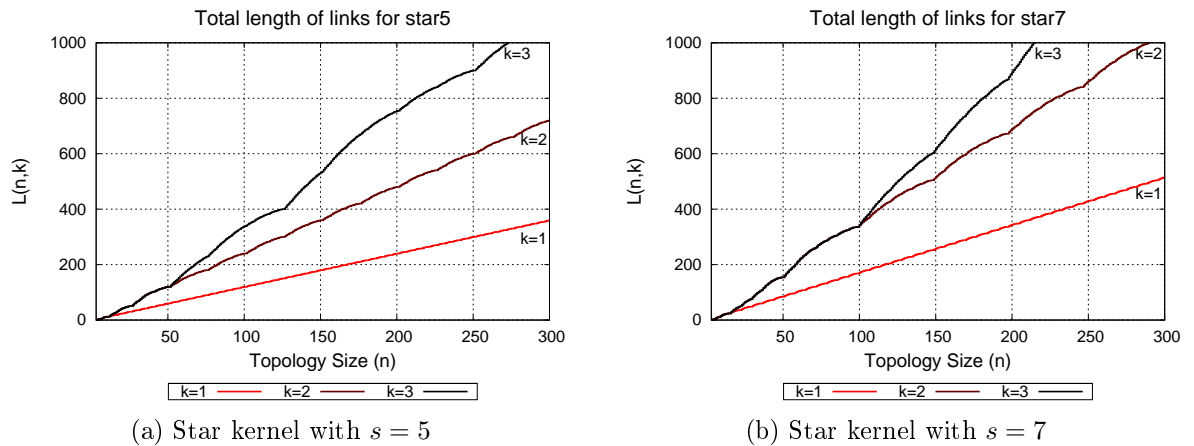 Total length of links for star5
1000
800
600
400
200
0
L(n,k)
k=3
k=2
k=1
50 100 150 200 250 300
Topology Size (n)
k=1 k=2 k=3
(a) Star kernel with s = 5
Total length of links for star7
1000
800
600
400
200
0
L(n,k)
k=3
k=2
k=1
50 100 150 200 250 300
Topology Size (n)
k=1 k=2 k=3
(b) Star kernel with s = 7